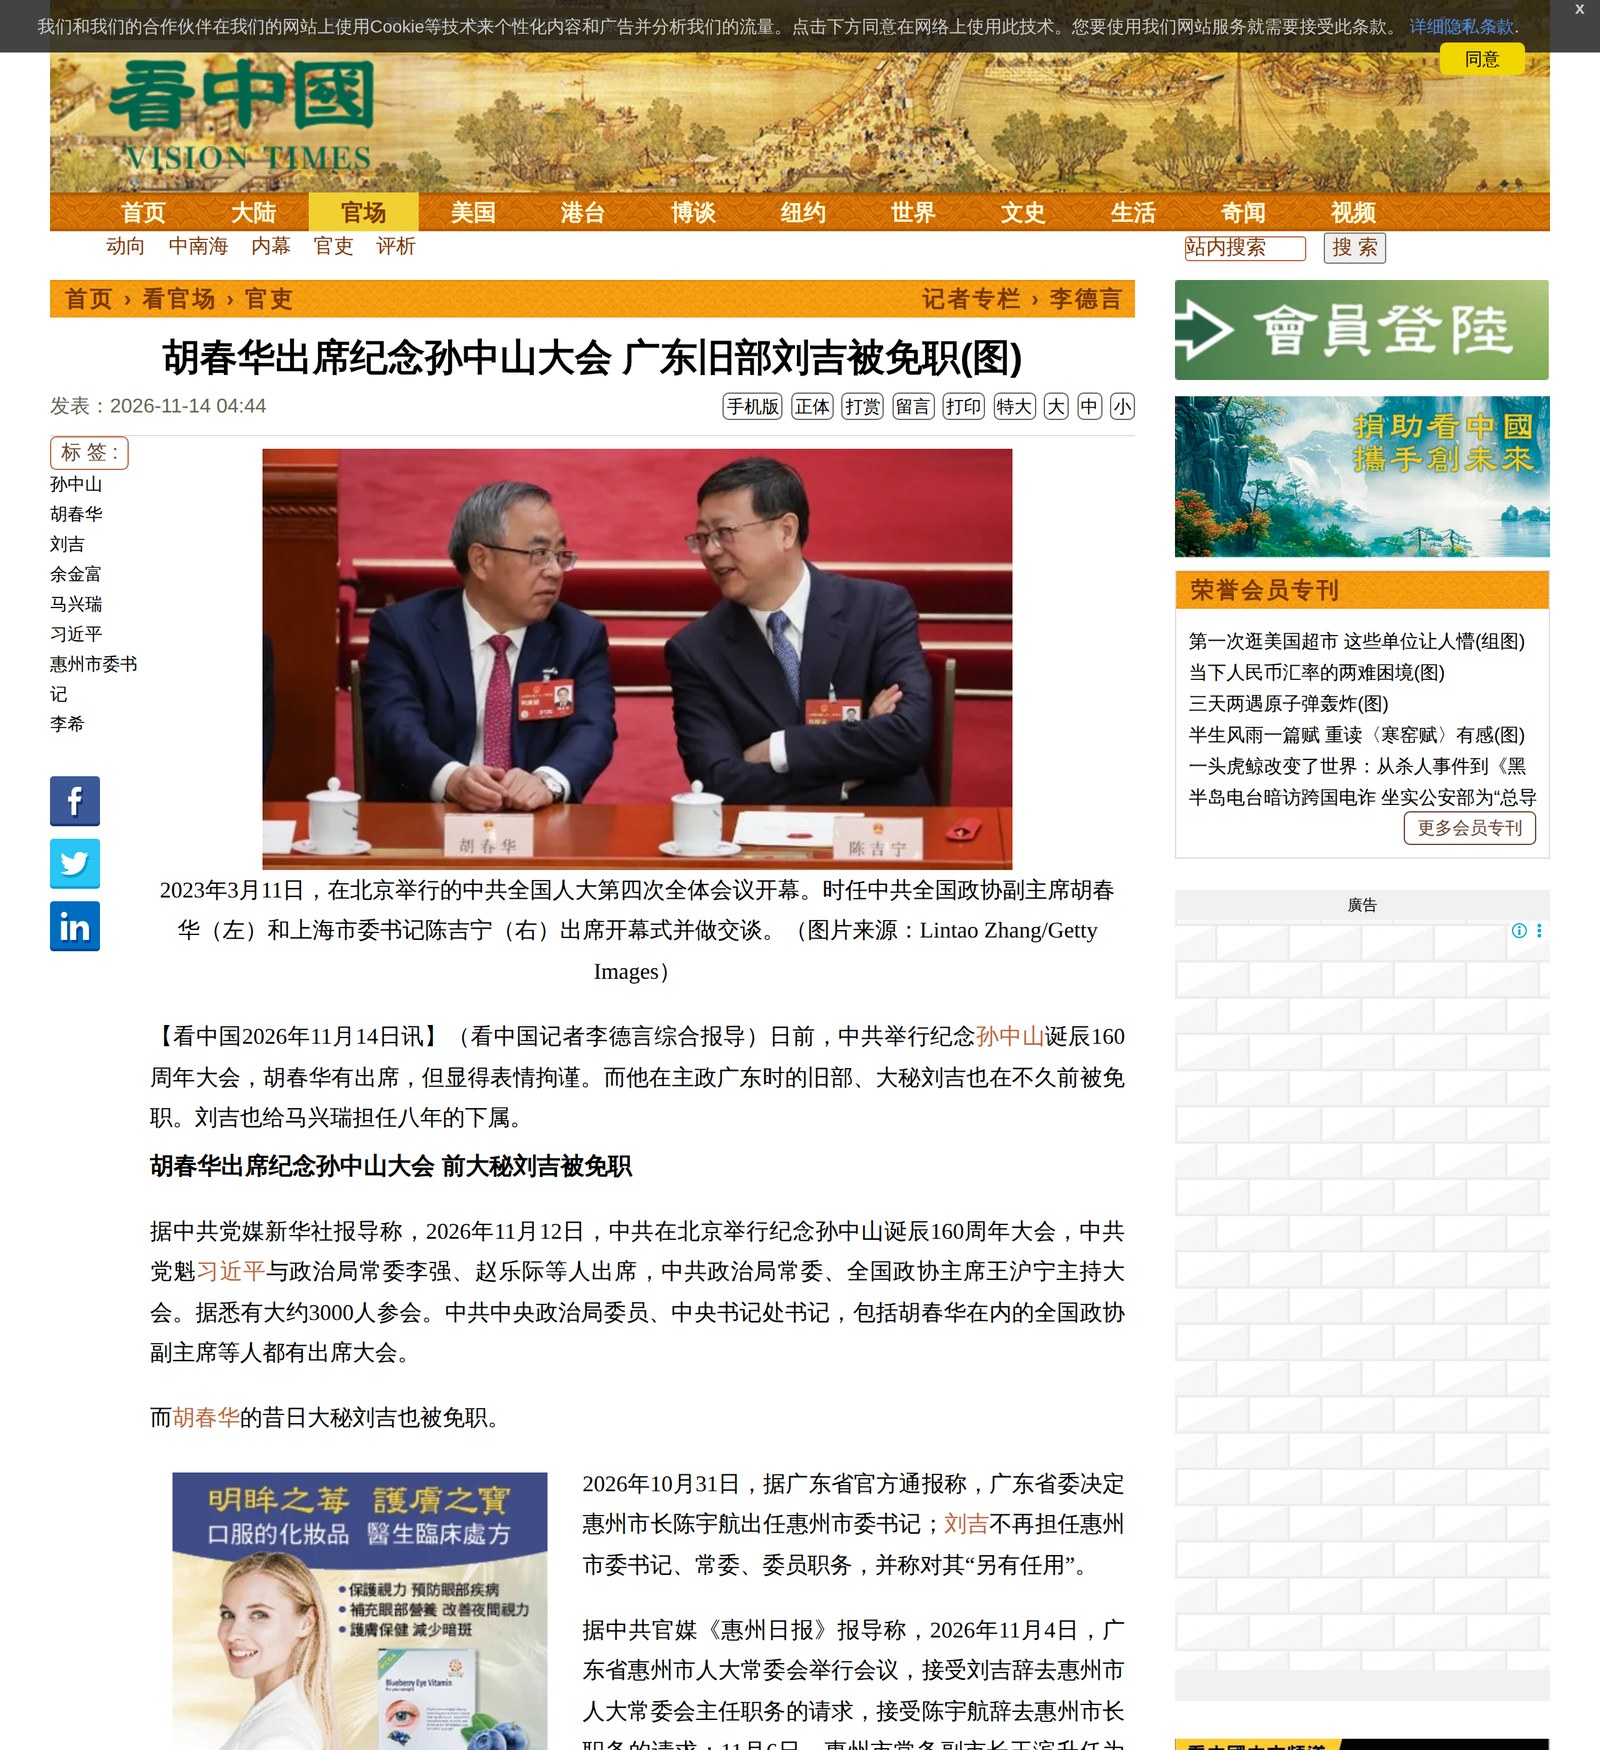 我们和我们的合作伙伴在我们的网站上使用Cookie等技术来个性化内容和广告并分析我们的流量。点击下方同意在网络上使用此技术。您要使用我们网站服务就需要接受此条款。 详细隐私条款.
x
同意
看中國
VISION TIMES
首页 大陆 官场 美国 港台 博谈 纽约 世界 文史 生活 奇闻 视频
动向 中南海 内幕 官吏 评析
站内搜索 搜 索
首页 › 看官场 › 官吏
记者专栏 › 李德言
胡春华出席纪念孙中山大会 广东旧部刘吉被免职(图)
发表：2026-11-14 04:44
手机版 正体 打赏 留言 打印 特大 大 中 小
标 签：
孙中山
胡春华
刘吉
余金富
马兴瑞
习近平
惠州市委书
记
李希
胡春华
陈吉宁
2023年3月11日，在北京举行的中共全国人大第四次全体会议开幕。时任中共全国政协副主席胡春
华（左）和上海市委书记陈吉宁（右）出席开幕式并做交谈。（图片来源：Lintao Zhang/Getty
Images）
【看中国2026年11月14日讯】（看中国记者李德言综合报导）日前，中共举行纪念孙中山诞辰160
周年大会，胡春华有出席，但显得表情拘谨。而他在主政广东时的旧部、大秘刘吉也在不久前被免
职。刘吉也给马兴瑞担任八年的下属。
胡春华出席纪念孙中山大会 前大秘刘吉被免职
据中共党媒新华社报导称，2026年11月12日，中共在北京举行纪念孙中山诞辰160周年大会，中共
党魁习近平与政治局常委李强、赵乐际等人出席，中共政治局常委、全国政协主席王沪宁主持大
会。据悉有大约3000人参会。中共中央政治局委员、中央书记处书记，包括胡春华在内的全国政协
副主席等人都有出席大会。
而胡春华的昔日大秘刘吉也被免职。
明眸之莓 護膚之寶
口服的化妝品 醫生臨床處方
•保護視力 預防眼部疾病
•補充眼部營養 改善夜間視力
•護膚保健 減少暗斑
Blueberry Eye Vitamin
2026年10月31日，据广东省官方通报称，广东省委决定
惠州市长陈宇航出任惠州市委书记；刘吉不再担任惠州
市委书记、常委、委员职务，并称对其“另有任用”。
据中共官媒《惠州日报》报导称，2026年11月4日，广
东省惠州市人大常委会举行会议，接受刘吉辞去惠州市
人大常委会主任职务的请求，接受陈宇航辞去惠州市长
职务的请求；11月6日，惠州市常务副市长王滨升任为
會員登陸
捐助看中國
攜手創未來
荣誉会员专刊
第一次逛美国超市 这些单位让人懵(组图)
当下人民币汇率的两难困境(图)
三天两遇原子弹轰炸(图)
半生风雨一篇赋 重读〈寒窑赋〉有感(图)
一头虎鲸改变了世界：从杀人事件到《黑
半岛电台暗访跨国电诈 坐实公安部为“总导
更多会员专刊
廣告